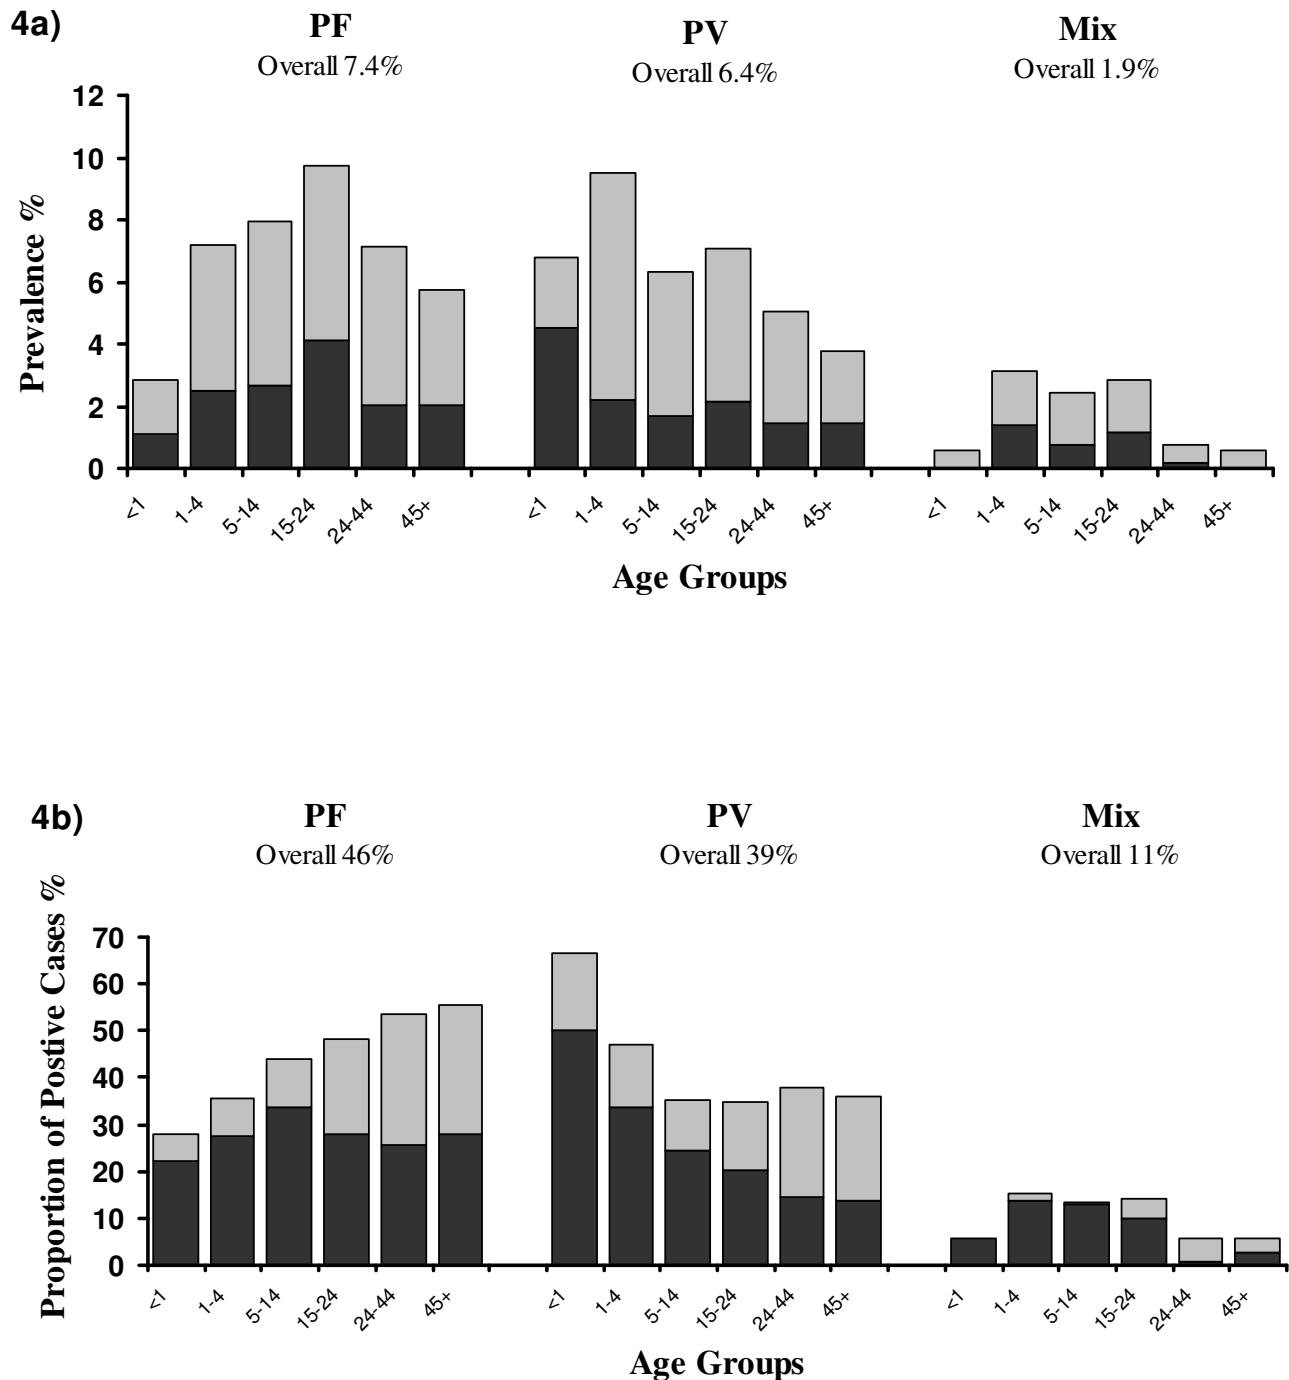 4a)
PF
PV
Mix
Overall 7.4%
Overall 6.4%
Overall 1.9%
Prevalence %
12
10
8
6
4
2
0
<1 1-4 5-14 15-24 24-44 45+ <1 1-4 5-14 15-24 24-44 45+ <1 1-4 5-14 15-24 24-44 45+
Age Groups
4b)
PF
PV
Mix
Overall 46%
Overall 39%
Overall 11%
Proportion of Postive Cases %
70
60
50
40
30
20
10
0
<1 1-4 5-14 15-24 24-44 45+ <1 1-4 5-14 15-24 24-44 45+ <1 1-4 5-14 15-24 24-44 45+
Age Groups